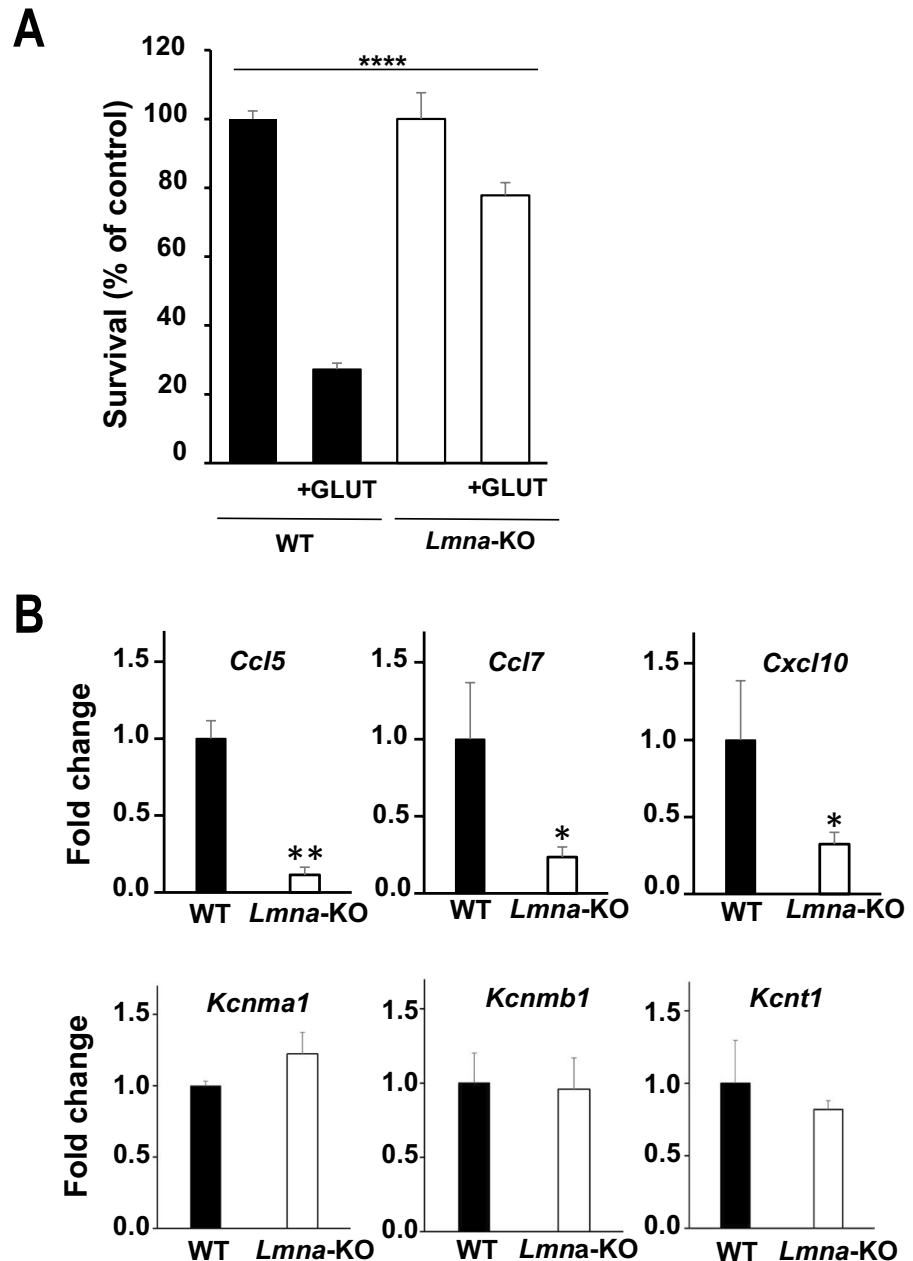 A
Survival (% of control)
120
100
80
60
40
20
0
****
+GLUT
+GLUT
WT
Lmna-KO
B
Fold change
1.5
1.0
0.5
0.0
Ccl5
**
WT
Lmna-KO
1.5
1.0
0.5
0.0
Ccl7
*
WT
Lmna-KO
1.5
1.0
0.5
0.0
Cxcl10
*
WT
Lmna-KO
Fold change
1.5
1.0
0.5
0.0
Kcnma1
WT
Lmna-KO
1.5
1.0
0.5
0.0
Kcnmb1
WT
Lmna-KO
1.5
1.0
0.5
0.0
Kcnt1
WT
Lmna-KO